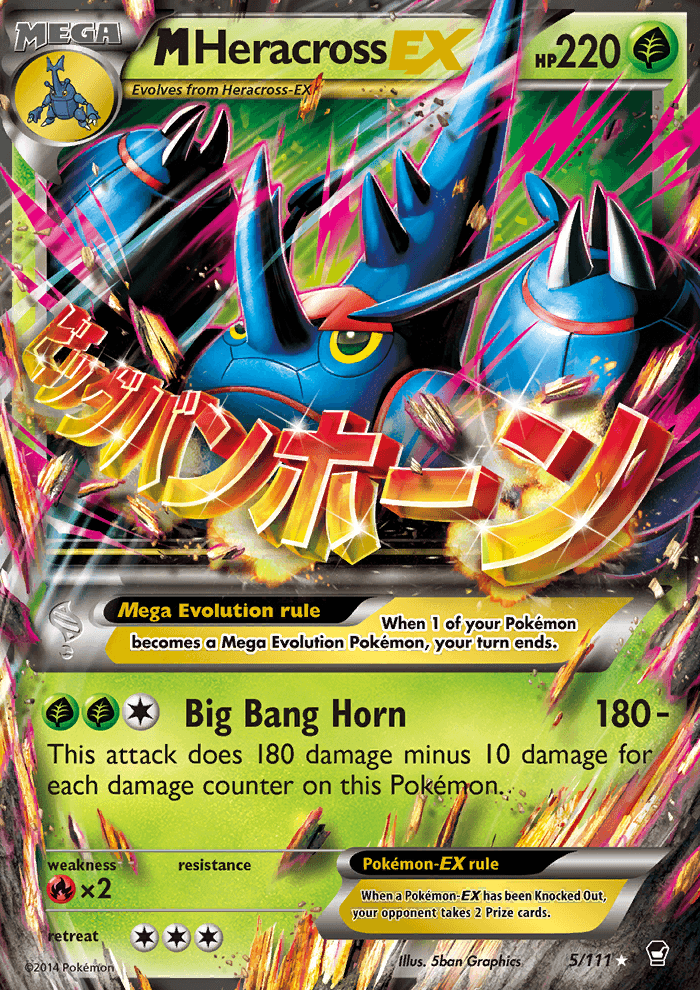 MEGA
MHeracrossEX
HP220
Evolves from Heracross-EX
ビッグバンホーン
Mega Evolution rule
When 1 of your Pokémon
becomes a Mega Evolution Pokémon, your turn ends.
Big Bang Horn 180-
This attack does 180 damage minus 10 damage for
each damage counter on this Pokémon.
weakness resistance
×2
Pokémon-EX rule
When a Pokémon-EX has been Knocked Out,
your opponent takes 2 Prize cards.
retreat
©2014 Pokémon
Illus. 5ban Graphics
5/111